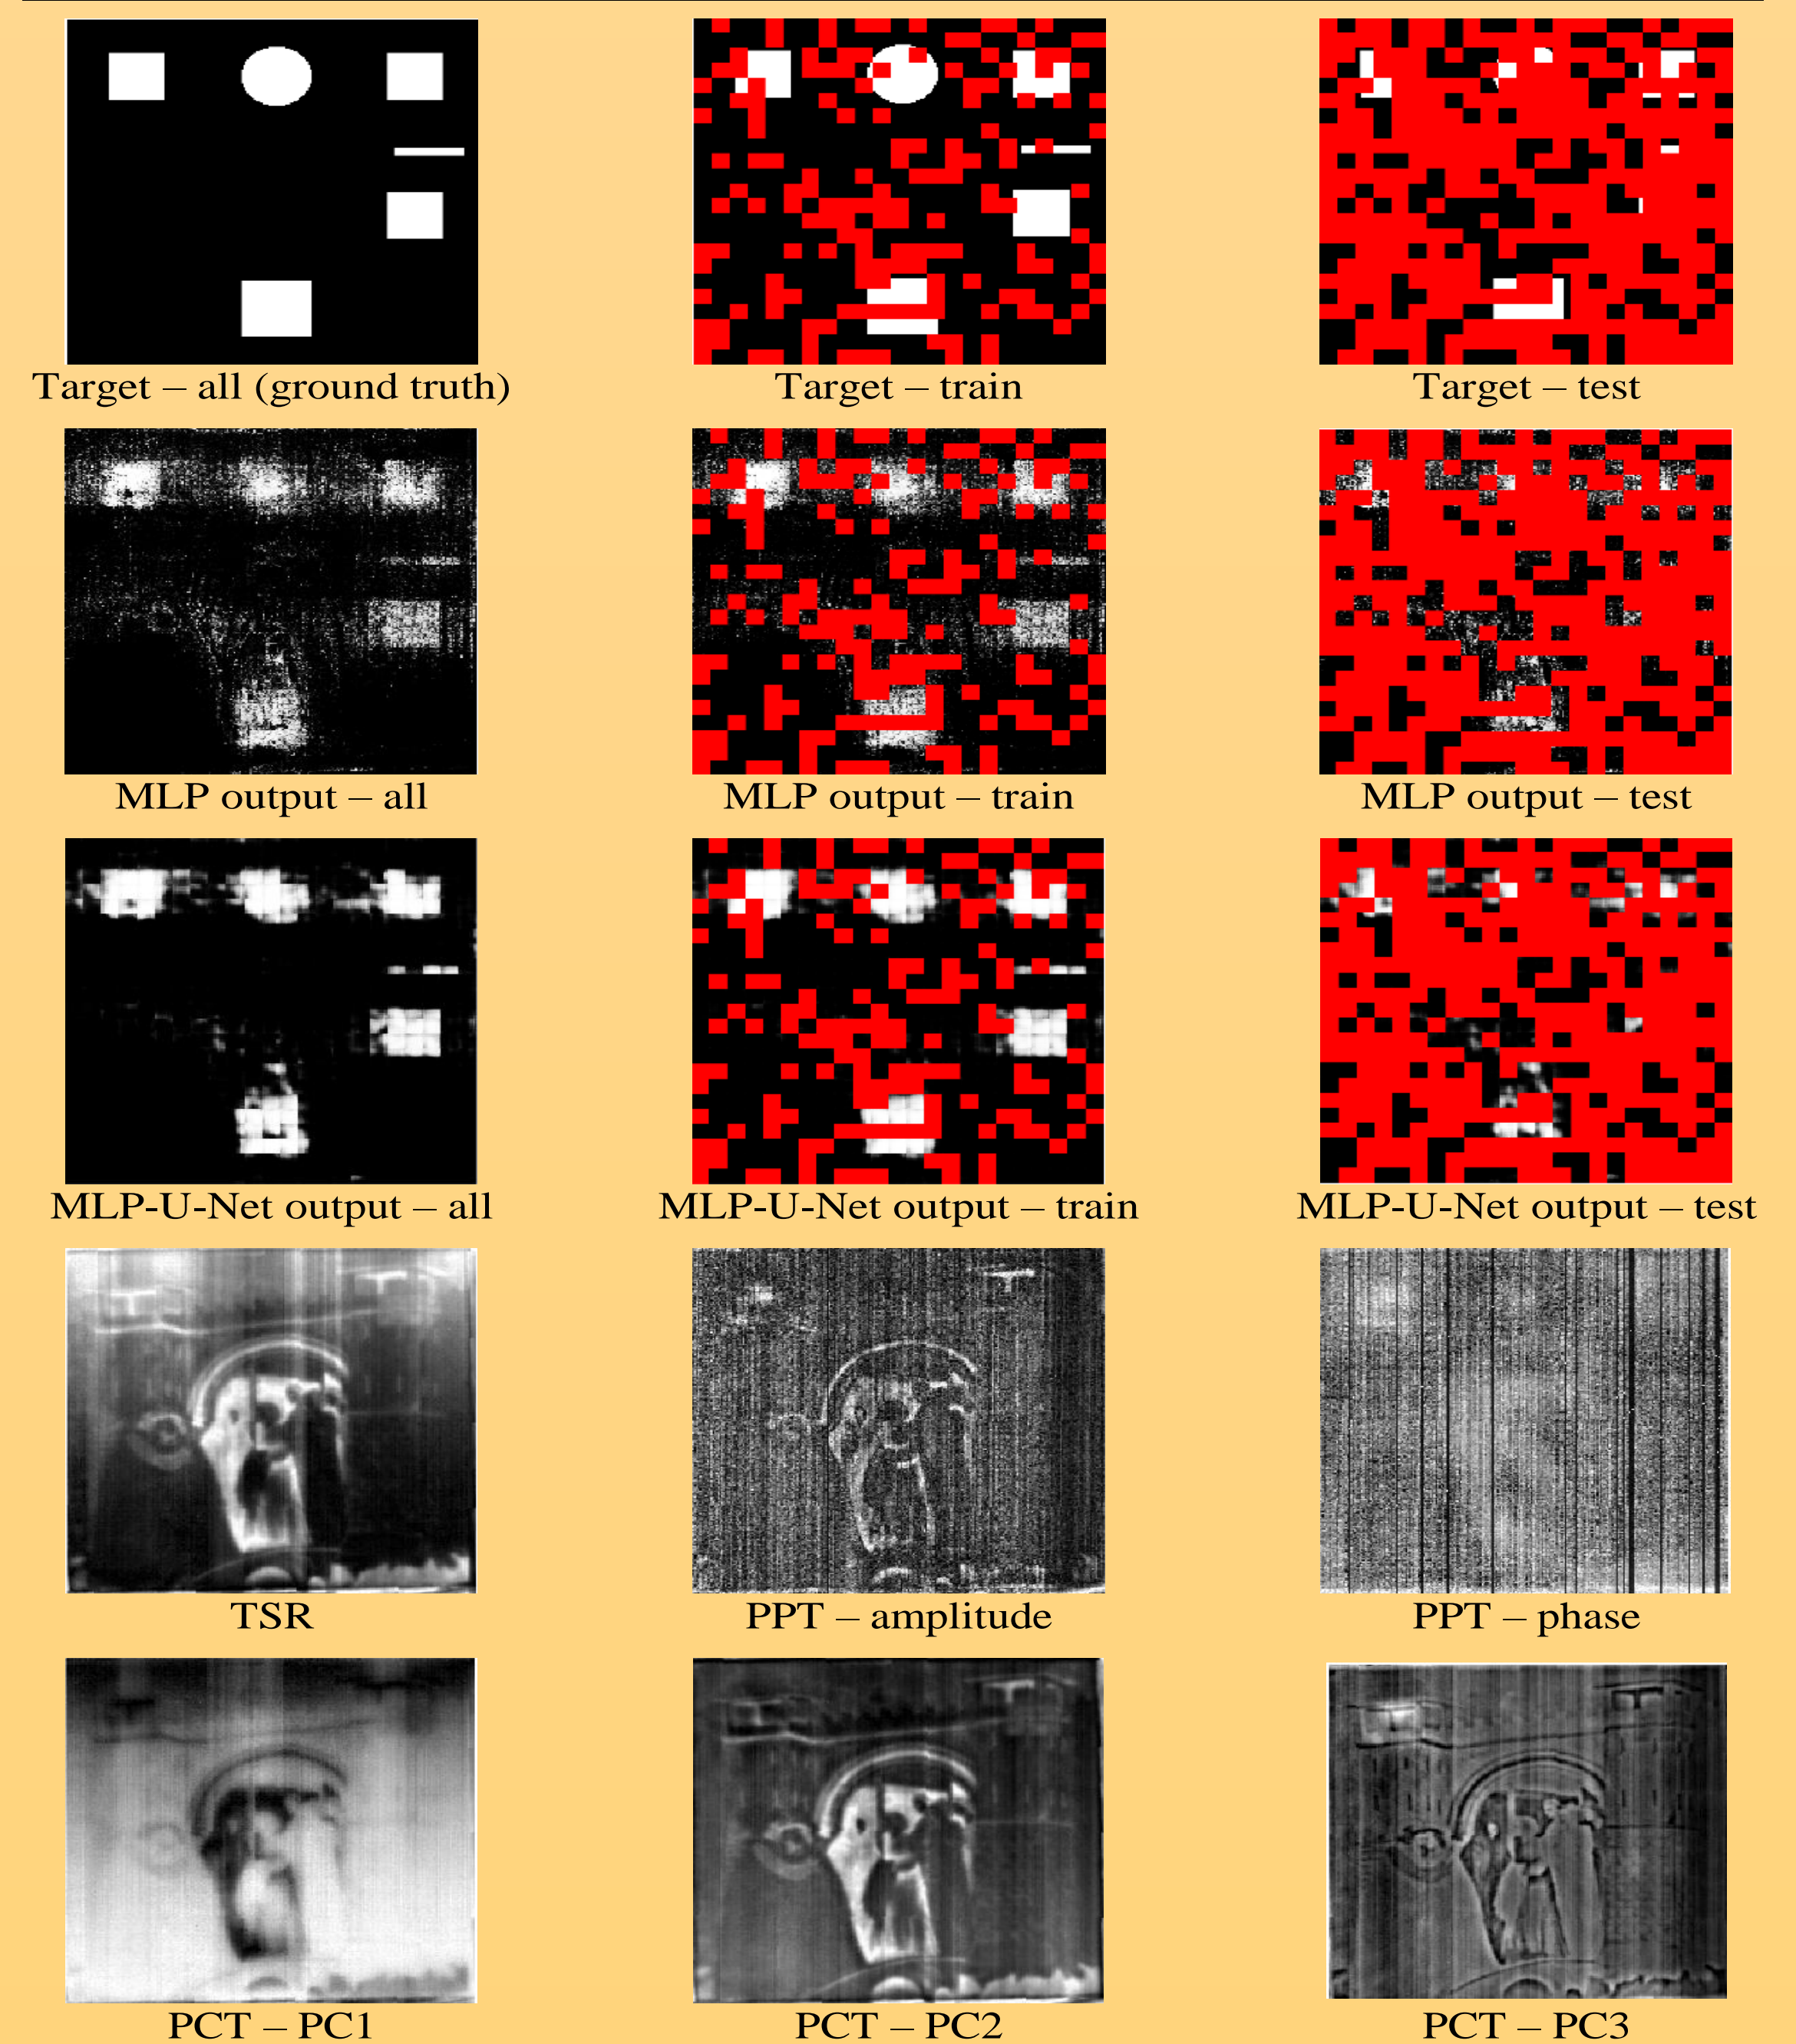 Target – all (ground truth)
Target – train
Target – test
MLP output – all
MLP output – train
MLP output – test
MLP-U-Net output – all
MLP-U-Net output – train
MLP-U-Net output – test
TSR
PPT – amplitude
PPT – phase
PCT – PC1
PCT – PC2
PCT – PC3